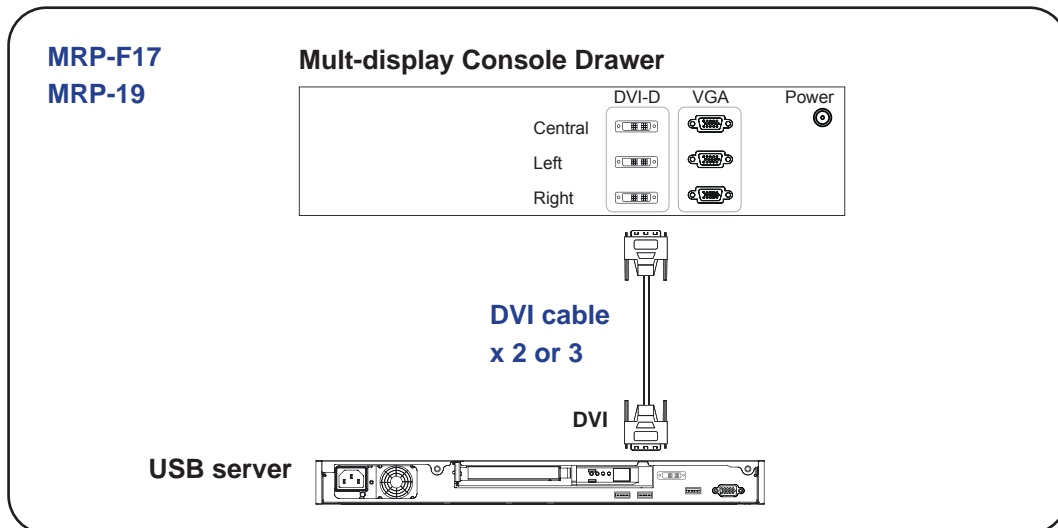 MRP-F17
MRP-19
Mult-display Console Drawer
DVI-D VGA Power
Central
Left
Right
DVI cable
x 2 or 3
DVI
USB server